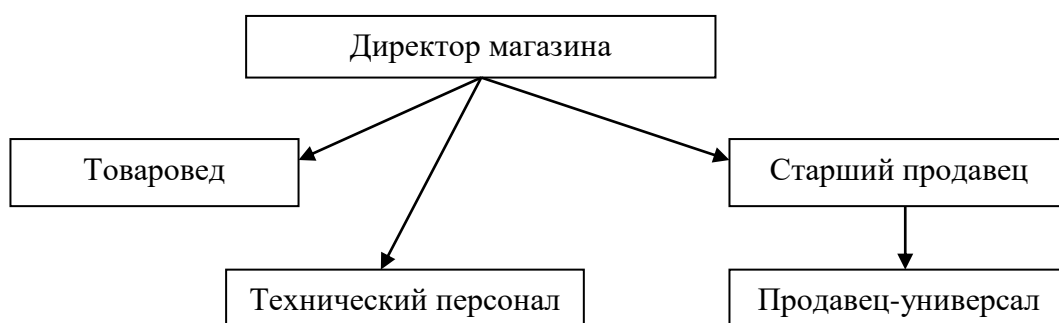 Директор магазина
Товаровед
Старший продавец
Технический персонал
Продавец-универсал